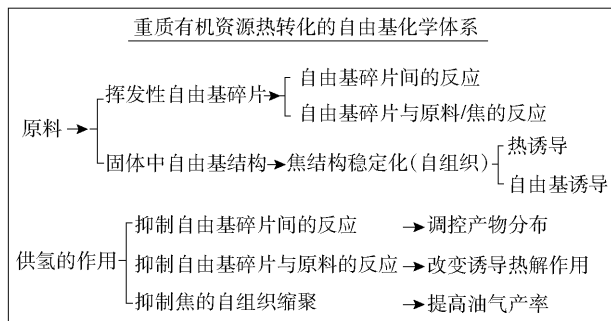 重质有机资源热转化的自由基化学体系
自由基碎片间的反应
挥发性自由基碎片
自由基碎片与原料/焦的反应
原料
热诱导
固体中自由基结构
焦结构稳定化(自组织)
自由基诱导
抑制自由基碎片间的反应
调控产物分布
供氢的作用
抑制自由基碎片与原料的反应
改变诱导热解作用
抑制焦的自组织缩聚
提高油气产率